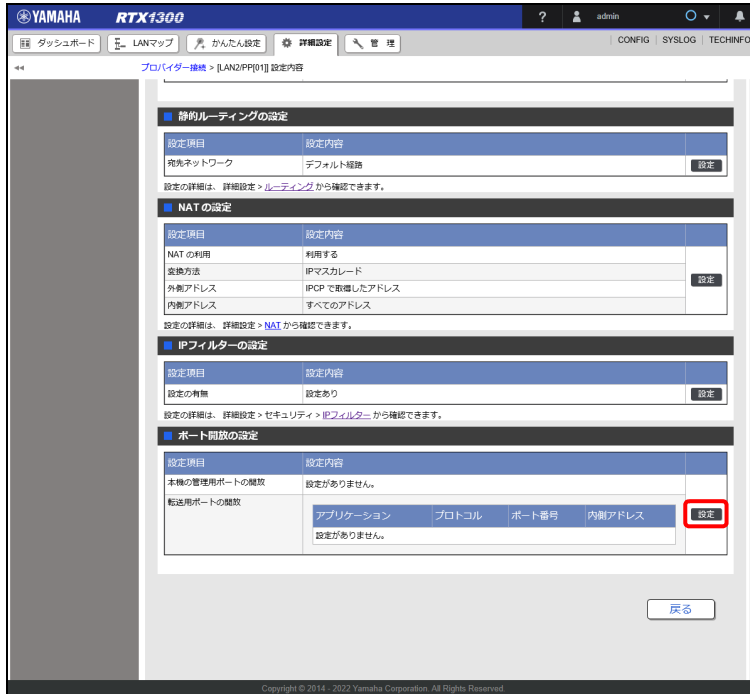 YAMAHA RTX1300 ? admin
ダッシュボード LANマップ かんたん設定 詳細設定 管 理 CONFIG SYSLOG TECHINFO
プロバイダー接続 > [LAN2/PP[01]] 設定内容
静的ルーティングの設定
設定項目 設定内容
宛先ネットワーク デフォルト経路 設定
設定の詳細は、 詳細設定 > ルーティング から確認できます。
NAT の設定
設定項目 設定内容
NAT の利用 利用する
変換方法 IPマスカレード
設定
外側アドレス IPCP で取得したアドレス
内側アドレス すべてのアドレス
設定の詳細は、 詳細設定 > NAT から確認できます。
IPフィルターの設定
設定項目 設定内容
設定の有無 設定あり 設定
設定の詳細は、 詳細設定 > セキュリティ > IPフィルター から確認できます。
ポート開放の設定
設定項目 設定内容
本機の管理用ポートの開放 設定がありません。
転送用ポートの開放
アプリケーション プロトコル ポート番号 内側アドレス 設定
設定がありません。
戻る
Copyright © 2014 - 2022 Yamaha Corporation. All Rights Reserved.